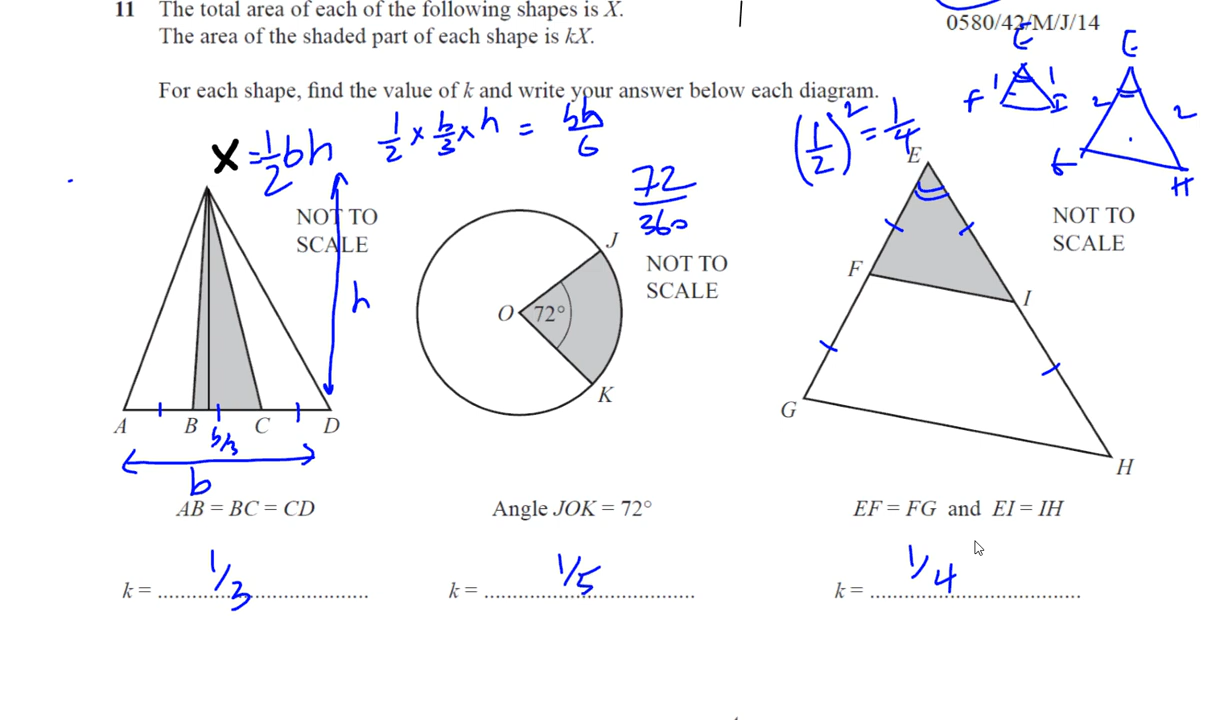 11 The total area of each of the following shapes is X.
The area of the shaded part of each shape is kX.
0580/42/M/J/14
For each shape, find the value of k and write your answer below each diagram.
X = 1/2 bh
1/2 × b/3 × h = bh/6
72/360
(1/2)² = 1/4
E
F 1 1 I
E
2 2
G H
NOT TO
SCALE
h
A B C D
b/3
b
AB = BC = CD
k = 1/3
J
NOT TO
SCALE
O 72°
K
Angle JOK = 72°
k = 1/5
E
NOT TO
SCALE
F
I
G
H
EF = FG and EI = IH
k = 1/4